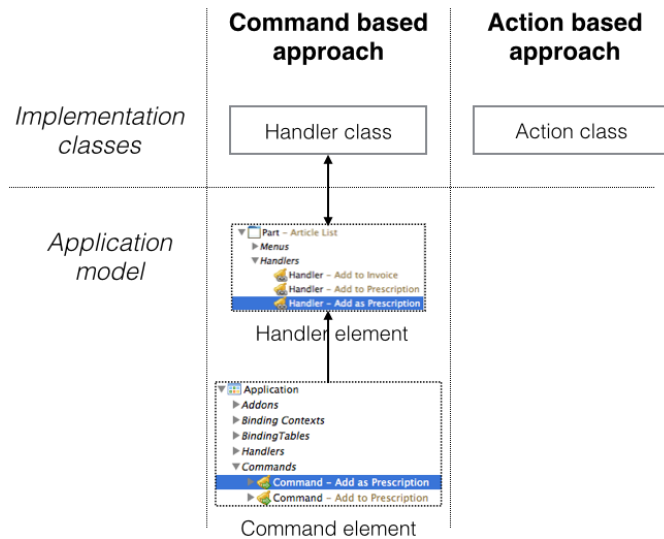 Command based
approach
Action based
approach
Implementation
classes
Handler class
Action class
Application
model
Part – Article List
Menus
Handlers
Handler – Add to Invoice
Handler – Add to Prescription
Handler – Add as Prescription
Handler element
Application
Addons
Binding Contexts
BindingTables
Handlers
Commands
Command – Add as Prescription
Command – Add to Prescription
Command element